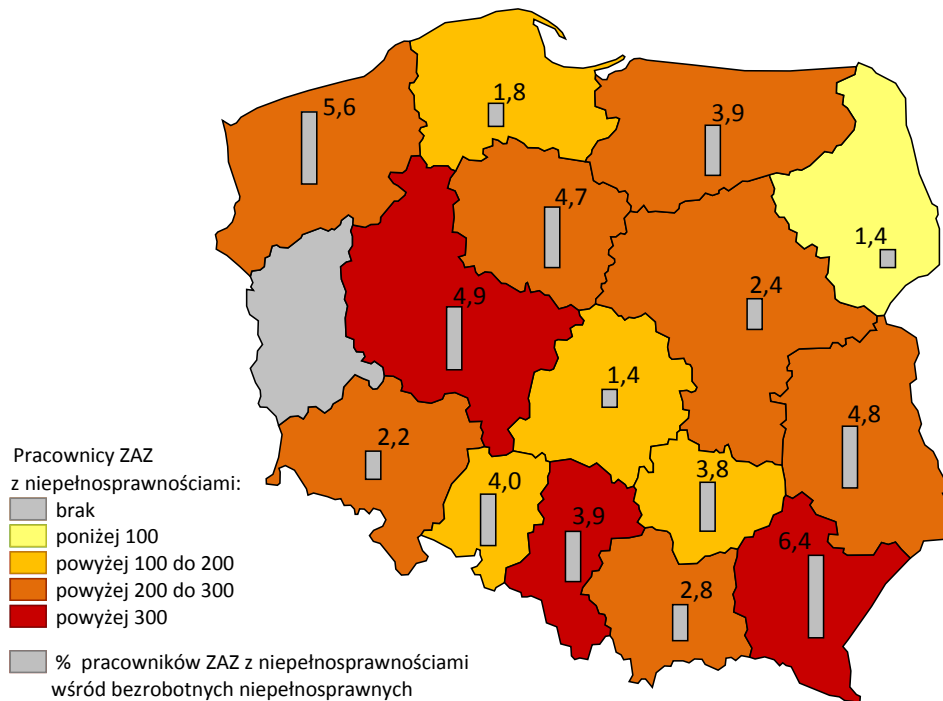 5,6
1,8
3,9
4,7
1,4
4,9
2,4
1,4
4,8
2,2
4,0
3,8
3,9
6,4
2,8
Pracownicy ZAZ
z niepełnosprawnościami:
brak
poniżej 100
powyżej 100 do 200
powyżej 200 do 300
powyżej 300
% pracowników ZAZ z niepełnosprawnościami
wśród bezrobotnych niepełnosprawnych